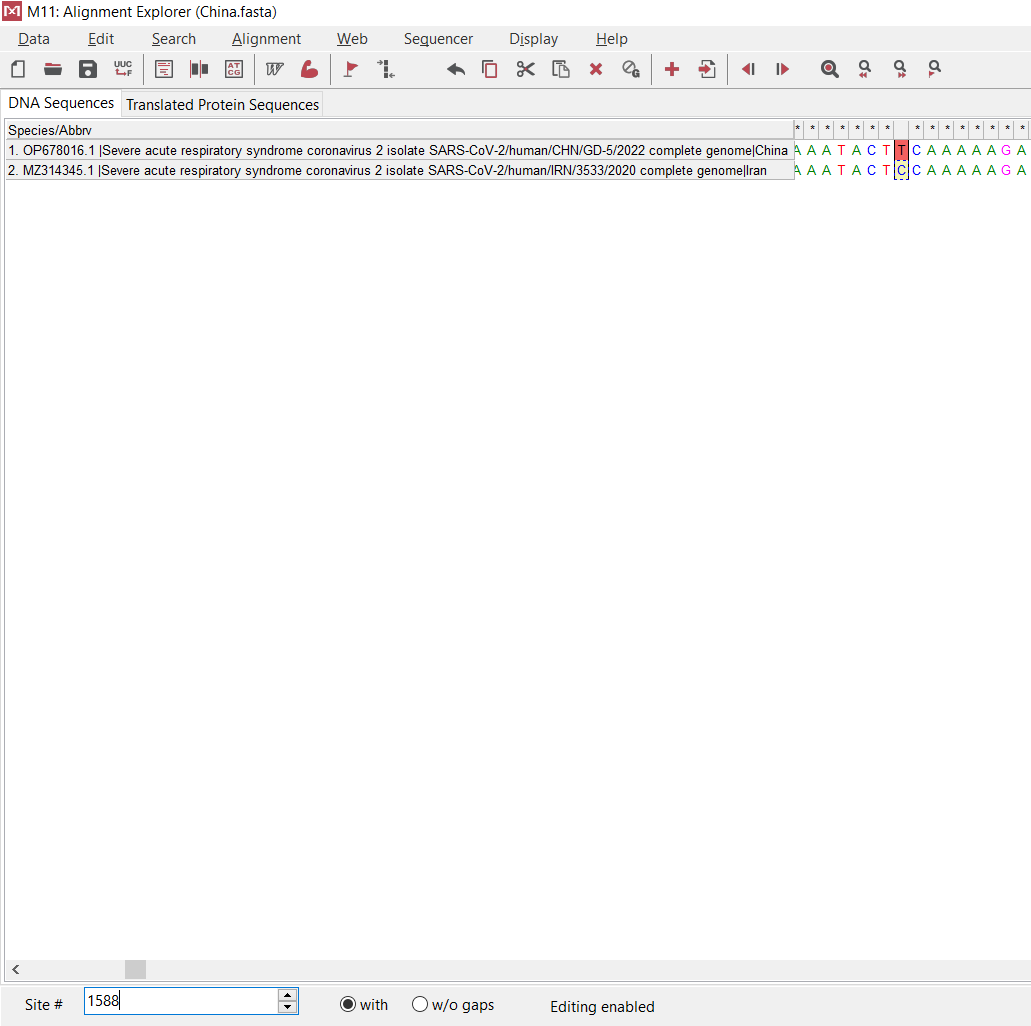 M11: Alignment Explorer (China.fasta)
Data Edit Search Alignment Web Sequencer Display Help
UUC F AT CG W
DNA Sequences Translated Protein Sequences
Species/Abbrv * * * * * * * * * * * * * * *
1. OP678016.1 |Severe acute respiratory syndrome coronavirus 2 isolate SARS-CoV-2/human/CHN/GD-5/2022 complete genome|China A A A T A C T T C A A A A A G A
2. MZ314345.1 |Severe acute respiratory syndrome coronavirus 2 isolate SARS-CoV-2/human/IRN/3533/2020 complete genome|Iran A A A T A C T C C A A A A A G A
Site # 1588 with w/o gaps Editing enabled